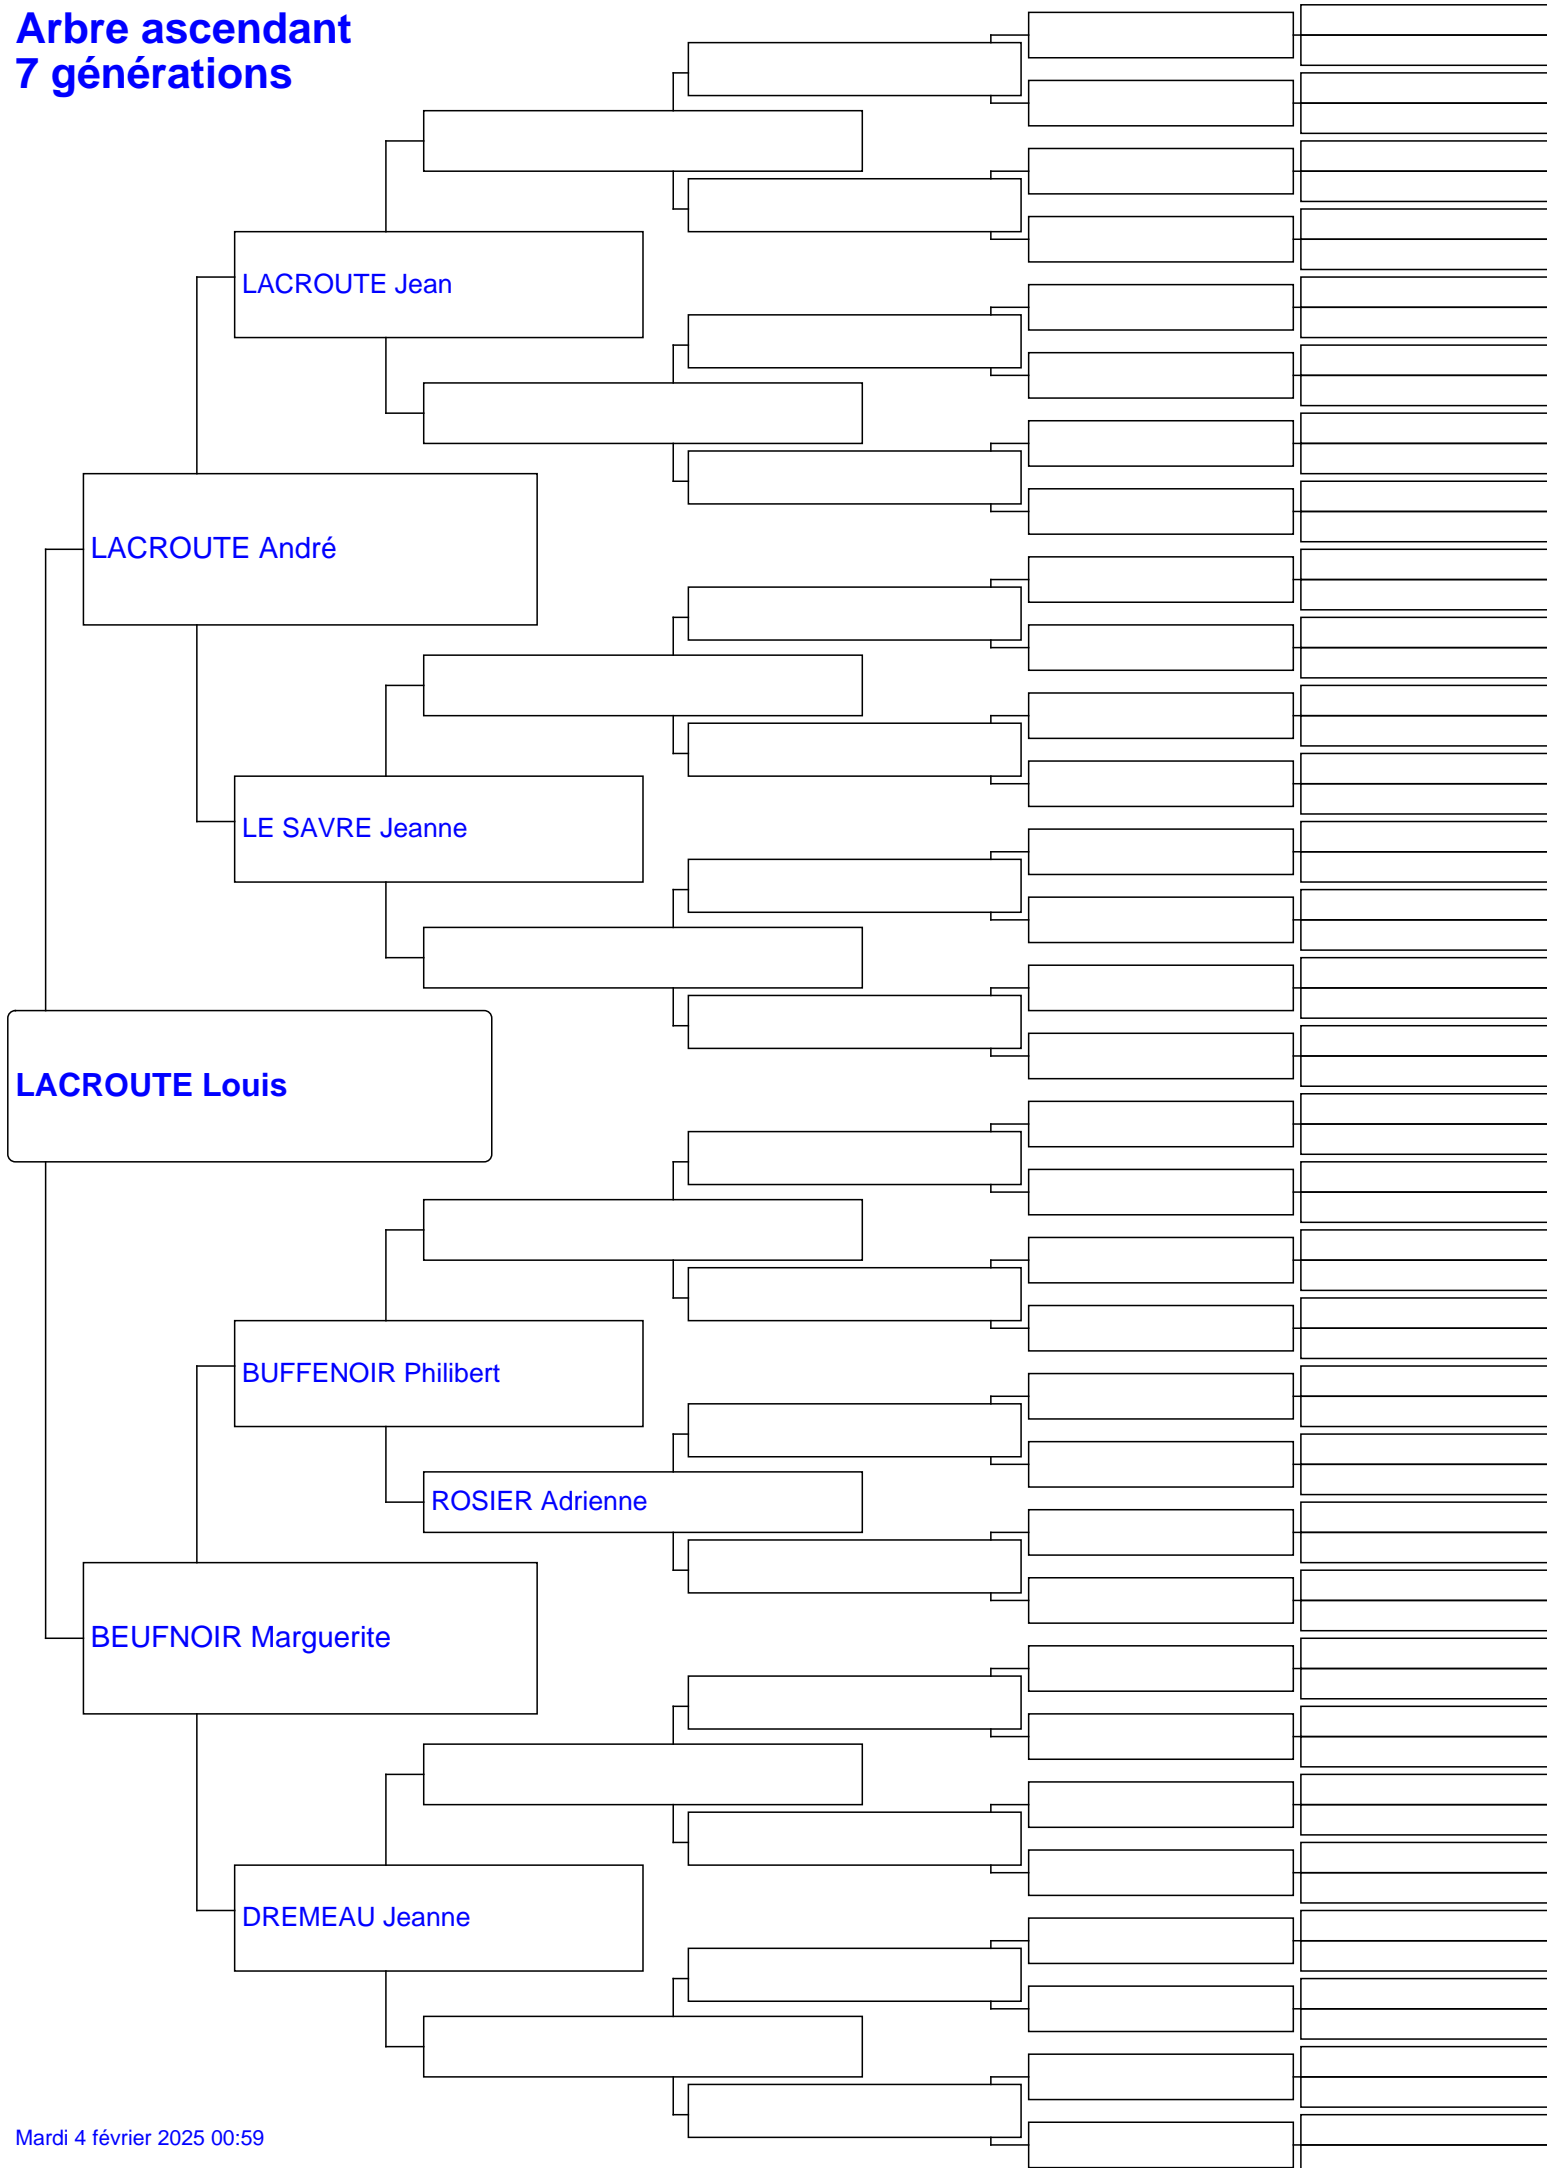 Arbre ascendant
7 générations
LACROUTE Jean
LACROUTE André
LE SAVRE Jeanne
LACROUTE Louis
BUFFENOIR Philibert
ROSIER Adrienne
BEUFNOIR Marguerite
DREMEAU Jeanne
Mardi 4 février 2025 00:59